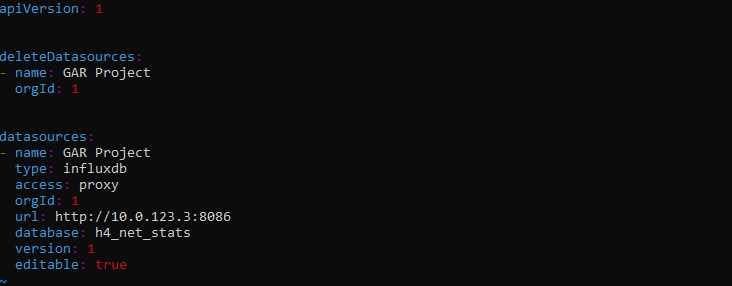 apiVersion: 1
deleteDatasources:
- name: GAR Project
  orgId: 1
datasources:
- name: GAR Project
  type: influxdb
  access: proxy
  orgId: 1
  url: http://10.0.123.3:8086
  database: h4_net_stats
  version: 1
  editable: true
~